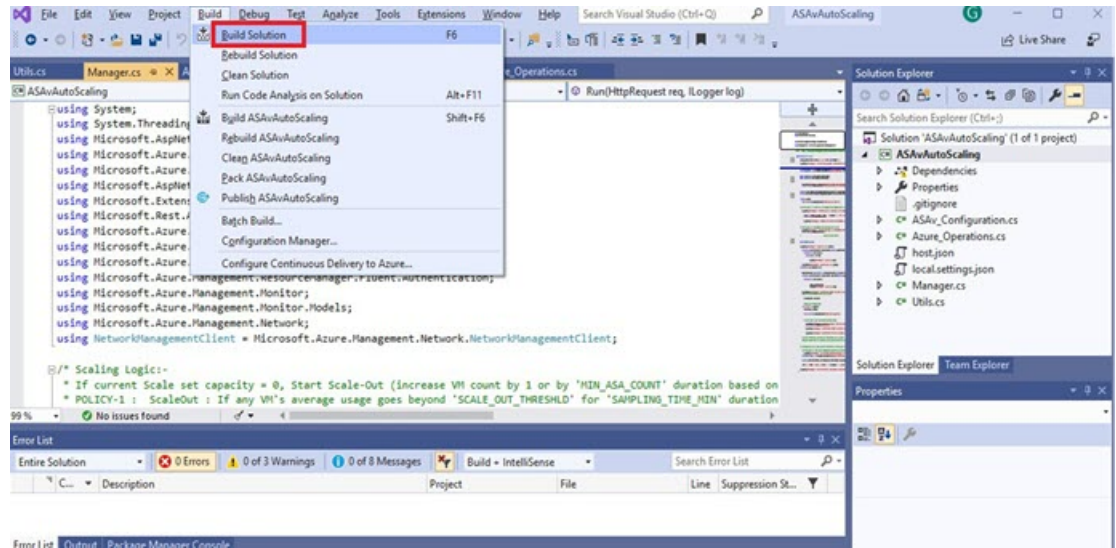 File Edit View Project Build Debug Test Analyze Tools Extensions Window Help Search Visual Studio (Ctrl+Q) ASAvAutoScaling G
Live Share
Build Solution F6
Rebuild Solution
Clean Solution
Run Code Analysis on Solution Alt+F11
Build ASAvAutoScaling Shift+F6
Rebuild ASAvAutoScaling
Clean ASAvAutoScaling
Pack ASAvAutoScaling
Publish ASAvAutoScaling
Batch Build...
Configuration Manager...
Configure Continuous Delivery to Azure...
Utils.cs Manager.cs A e_Operations.cs
ASAvAutoScaling Run(HttpRequest req, ILogger log)
using System;
using System.Threading
using Microsoft.AspNet
using Microsoft.Azure.
using Microsoft.Azure.
using Microsoft.AspNet
using Microsoft.Extens
using Microsoft.Rest.A
using Microsoft.Azure.
using Microsoft.Azure.
using Microsoft.Azure.
using Microsoft.Azure.Management.ResourceManager.Fluent.Authentication;
using Microsoft.Azure.Management.Monitor;
using Microsoft.Azure.Management.Monitor.Models;
using Microsoft.Azure.Management.Network;
using NetworkManagementClient = Microsoft.Azure.Management.Network.NetworkManagementClient;
/* Scaling Logic:-
* If current Scale set capacity = 0, Start Scale-Out (increase VM count by 1 or by 'MIN_ASA_COUNT' duration based on
* POLICY-1 : ScaleOut : If any VM's average usage goes beyond 'SCALE_OUT_THRESHLD' for 'SAMPLING_TIME_MIN' duration
99 % No issues found
Solution Explorer
Search Solution Explorer (Ctrl+;)
Solution 'ASAvAutoScaling' (1 of 1 project)
ASAvAutoScaling
Dependencies
Properties
.gitignore
C# ASAv_Configuration.cs
C# Azure_Operations.cs
host.json
local.settings.json
C# Manager.cs
C# Utils.cs
Solution Explorer Team Explorer
Properties
Error List
Entire Solution 0 Errors 0 of 3 Warnings 0 of 8 Messages Build + IntelliSense Search Error List
C... Description Project File Line Suppression St...
Error List Output Package Manager Console